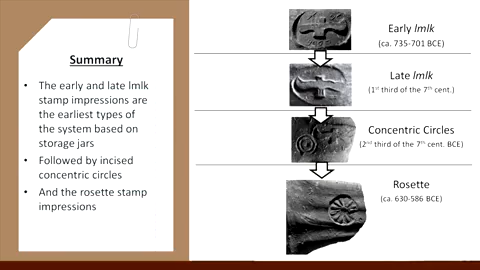 Summary
• The early and late lmlk
stamp impressions are
the earliest types of
the system based on
storage jars
• Followed by incised
concentric circles
• And the rosette stamp
impressions
Early lmlk
(ca. 735-701 BCE)
Late lmlk
(1st third of the 7th cent.)
Concentric Circles
(2nd third of the 7th cent. BCE)
Rosette
(ca. 630-586 BCE)